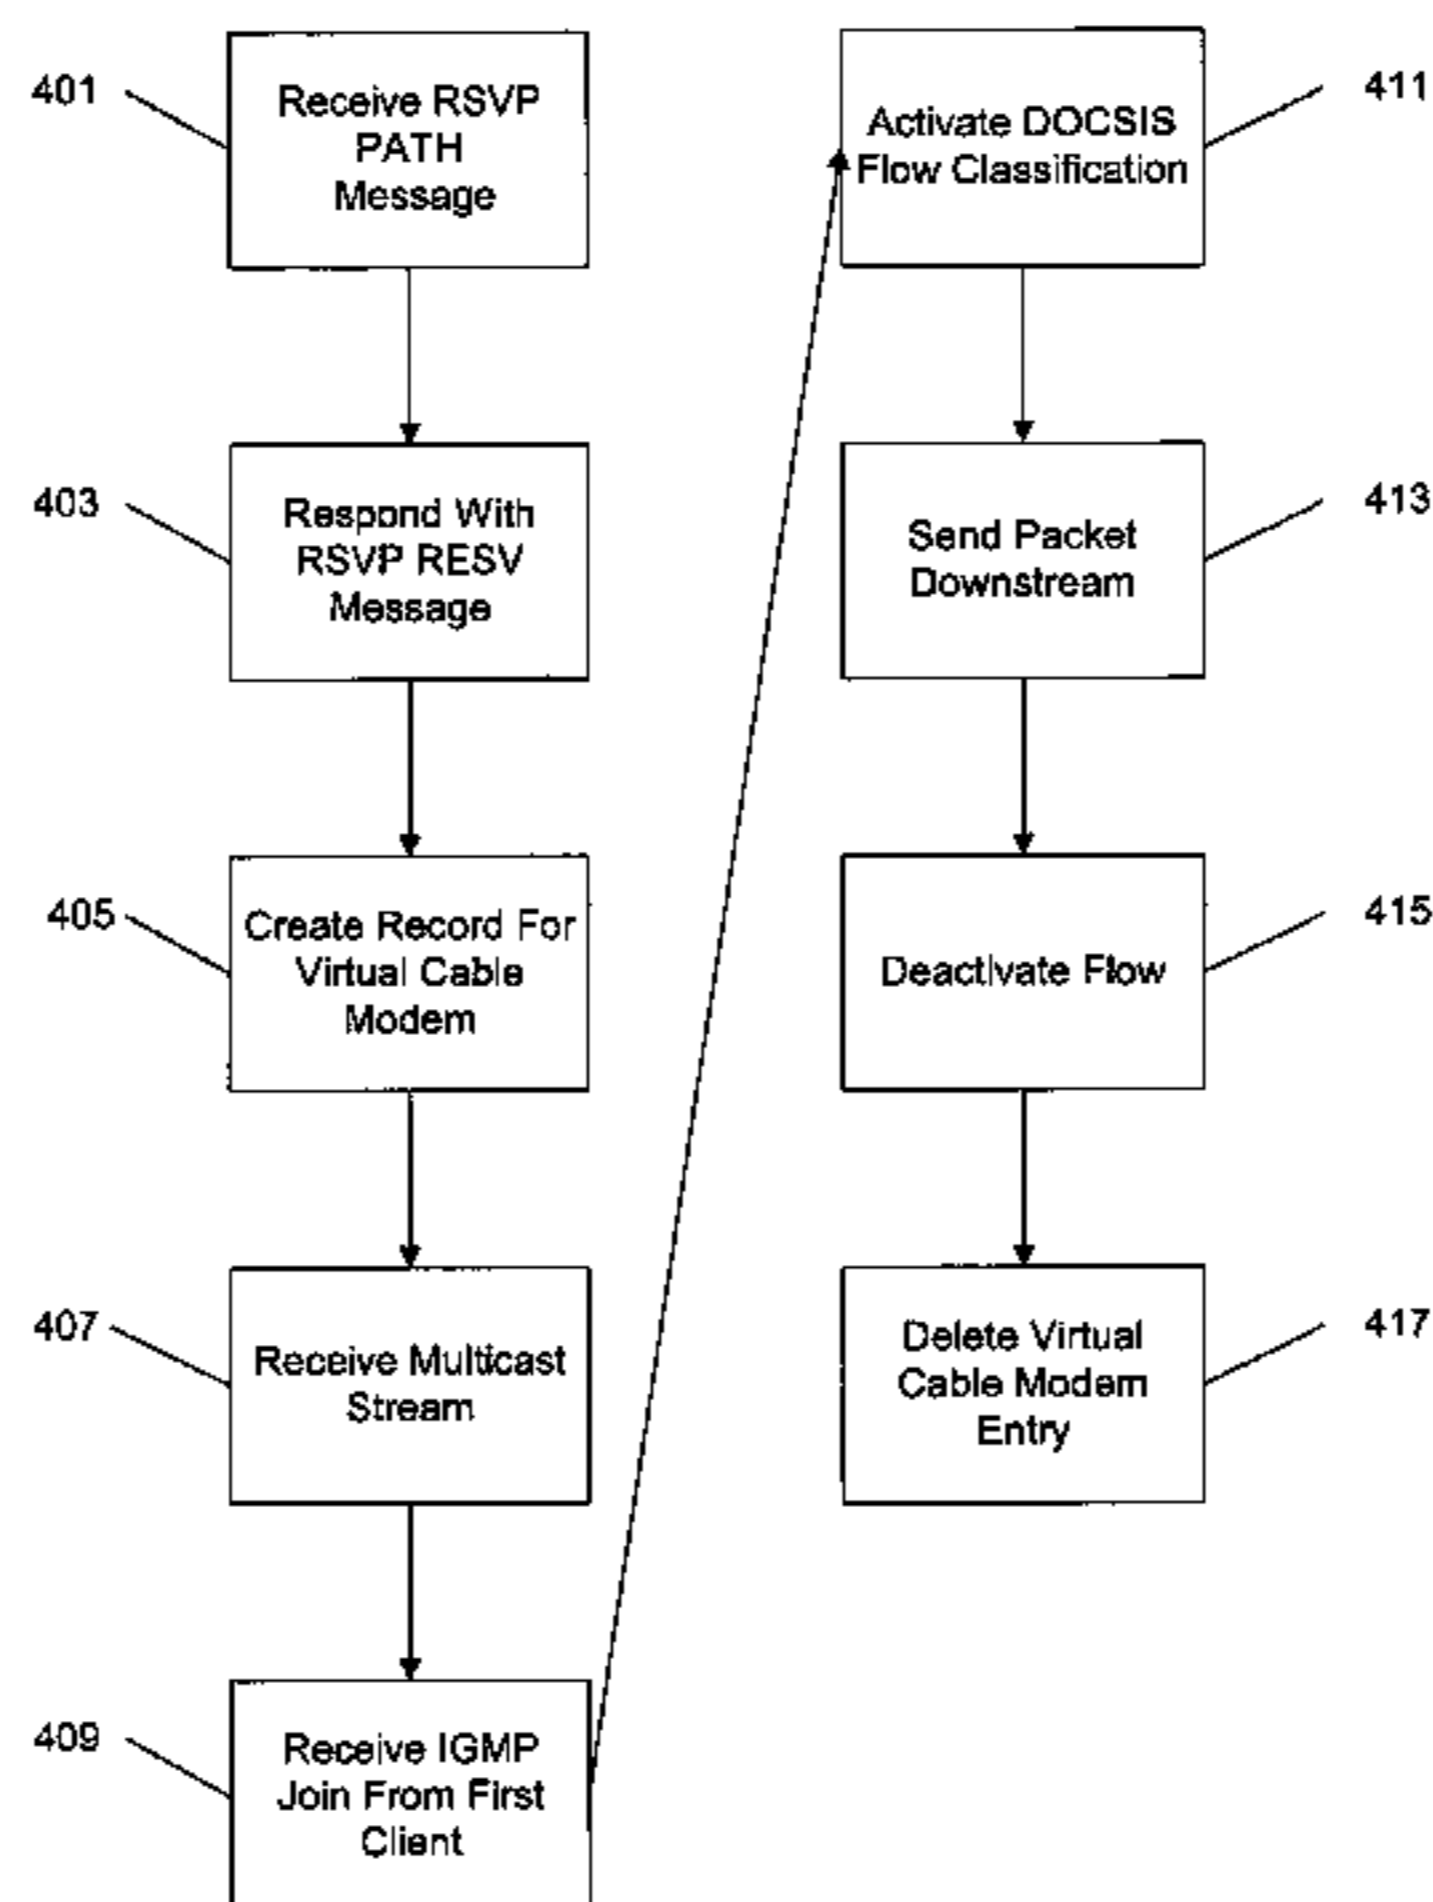 401
Receive RSVP
PATH
Message
403
Respond With
RSVP RESV
Message
405
Create Record For
Virtual Cable
Modem
407
Receive Multicast
Stream
409
Receive IGMP
Join From First
Client
411
Activate DOCSIS
Flow Classification
413
Send Packet
Downstream
415
Deactivate Flow
417
Delete Virtual
Cable Modem
Entry